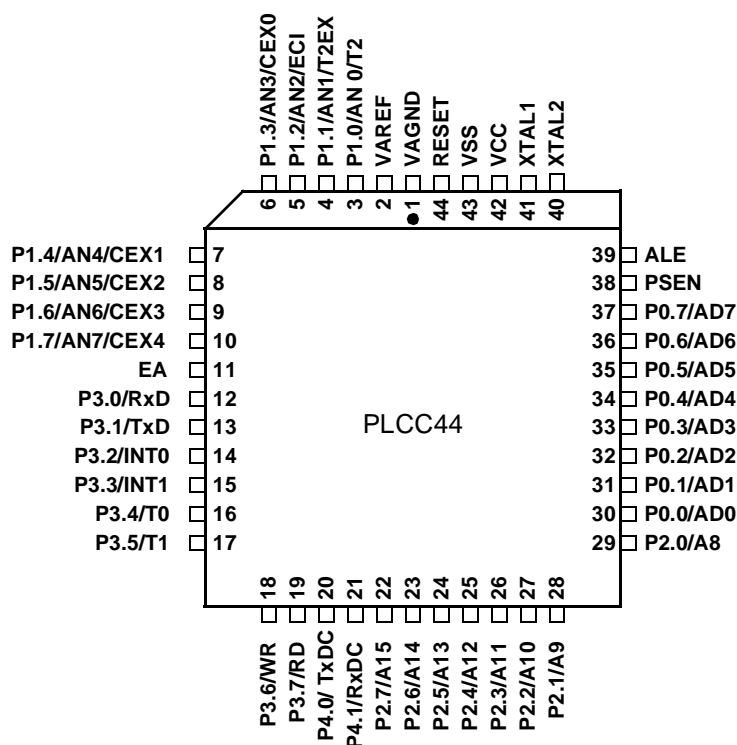 P1.3/AN3/CEX0
P1.2/AN2/ECI
P1.1/AN1/T2EX
P1.0/AN 0/T2
VAREF
VAGND
RESET
VSS
VCC
XTAL1
XTAL2
6
5
4
3
2
1
44
43
42
41
40
P1.4/AN4/CEX1 7
P1.5/AN5/CEX2 8
P1.6/AN6/CEX3 9
P1.7/AN7/CEX4 10
EA 11
P3.0/RxD 12
P3.1/TxD 13
P3.2/INT0 14
P3.3/INT1 15
P3.4/T0 16
P3.5/T1 17
PLCC44
39 ALE
38 PSEN
37 P0.7/AD7
36 P0.6/AD6
35 P0.5/AD5
34 P0.4/AD4
33 P0.3/AD3
32 P0.2/AD2
31 P0.1/AD1
30 P0.0/AD0
29 P2.0/A8
18
19
20
21
22
23
24
25
26
27
28
P3.6/WR
P3.7/RD
P4.0/ TxDC
P4.1/RxDC
P2.7/A15
P2.6/A14
P2.5/A13
P2.4/A12
P2.3/A11
P2.2/A10
P2.1/A9